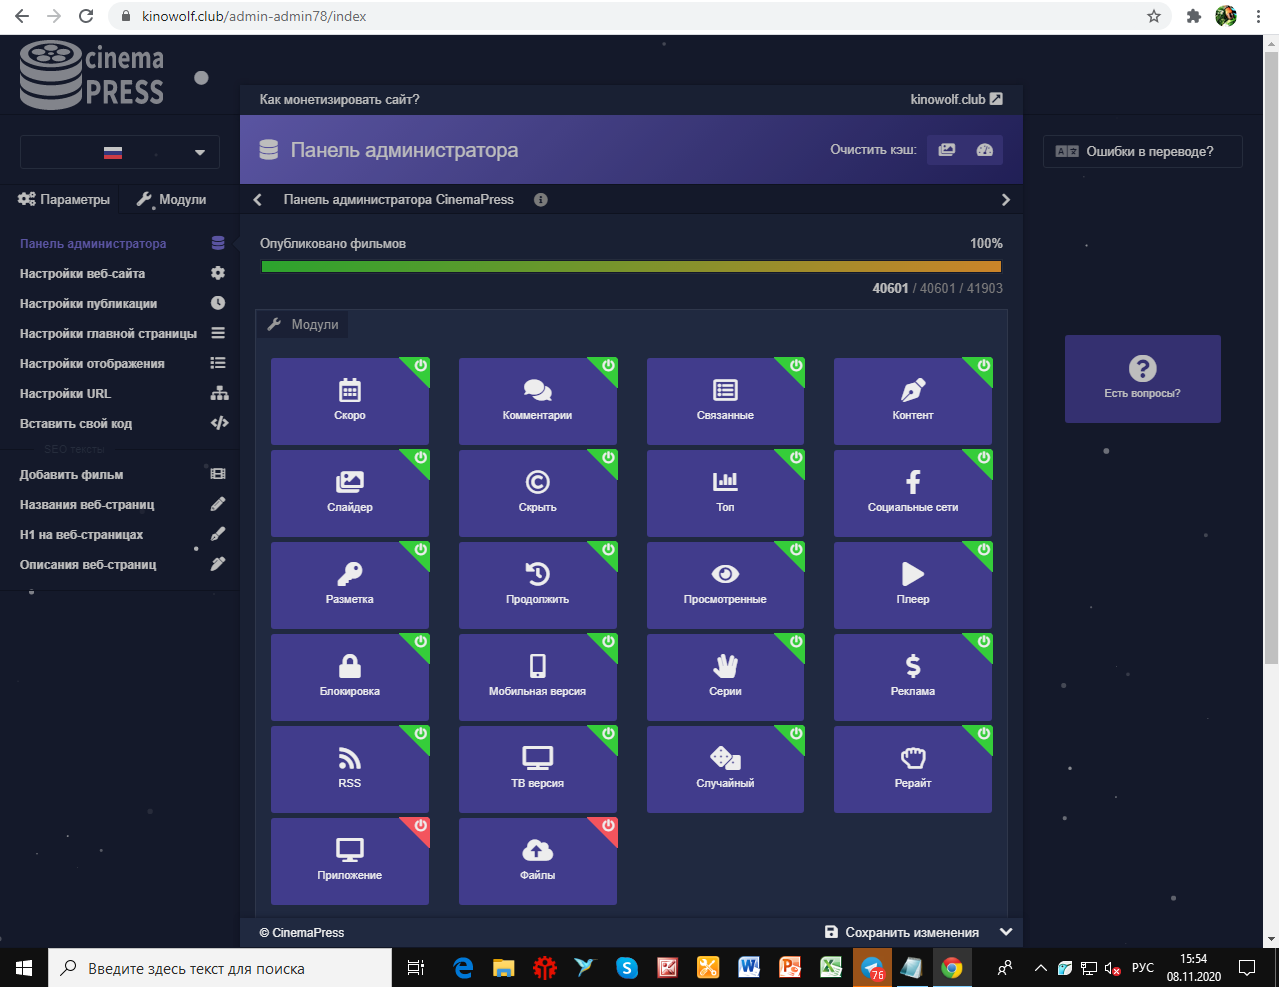 kinowolf.club/admin-admin78/index
cinema
PRESS
Как монетизировать сайт?
kinowolf.club
Панель администратора
Очистить кэш:
Ошибки в переводе?
Параметры
Модули
Панель администратора CinemaPress
Панель администратора
Настройки веб-сайта
Настройки публикации
Настройки главной страницы
Настройки отображения
Настройки URL
Вставить свой код
SEO тексты
Добавить фильм
Названия веб-страниц
H1 на веб-страницах
Описания веб-страниц
Опубликовано фильмов
100%
40601 / 40601 / 41903
Модули
Скоро
Комментарии
Связанные
Контент
Слайдер
Скрыть
Топ
Социальные сети
Разметка
Продолжить
Просмотренные
Плеер
Блокировка
Мобильная версия
Серии
Реклама
RSS
ТВ версия
Случайный
Рерайт
Приложение
Файлы
Есть вопросы?
© CinemaPress
Сохранить изменения
Введите здесь текст для поиска
75
РУС
15:54
08.11.2020